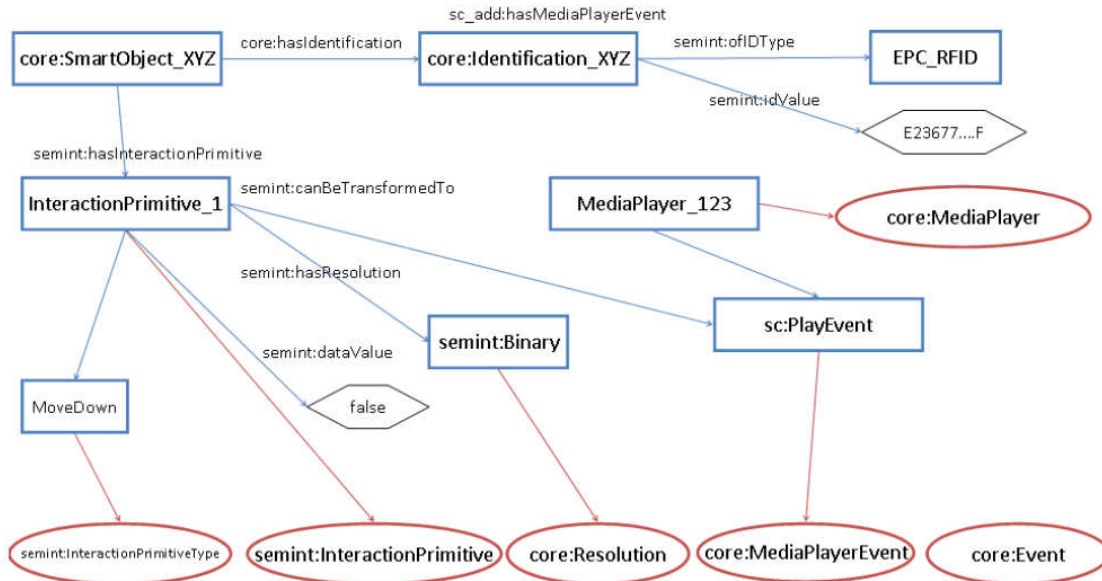 sc_add:hasMediaPlayerEvent
core:SmartObject_XYZ
core:hasIdentification
core:Identification_XYZ
semint:ofIDType
EPC_RFID
semint:idValue
E23677....F
semint:hasInteractionPrimitive
InteractionPrimitive_1
semint:canBeTransformedTo
MediaPlayer_123
core:MediaPlayer
semint:hasResolution
sc:PlayEvent
semint:Binary
semint:dataValue
MoveDown
false
semint:InteractionPrimitiveType
semint:InteractionPrimitive
core:Resolution
core:MediaPlayerEvent
core:Event